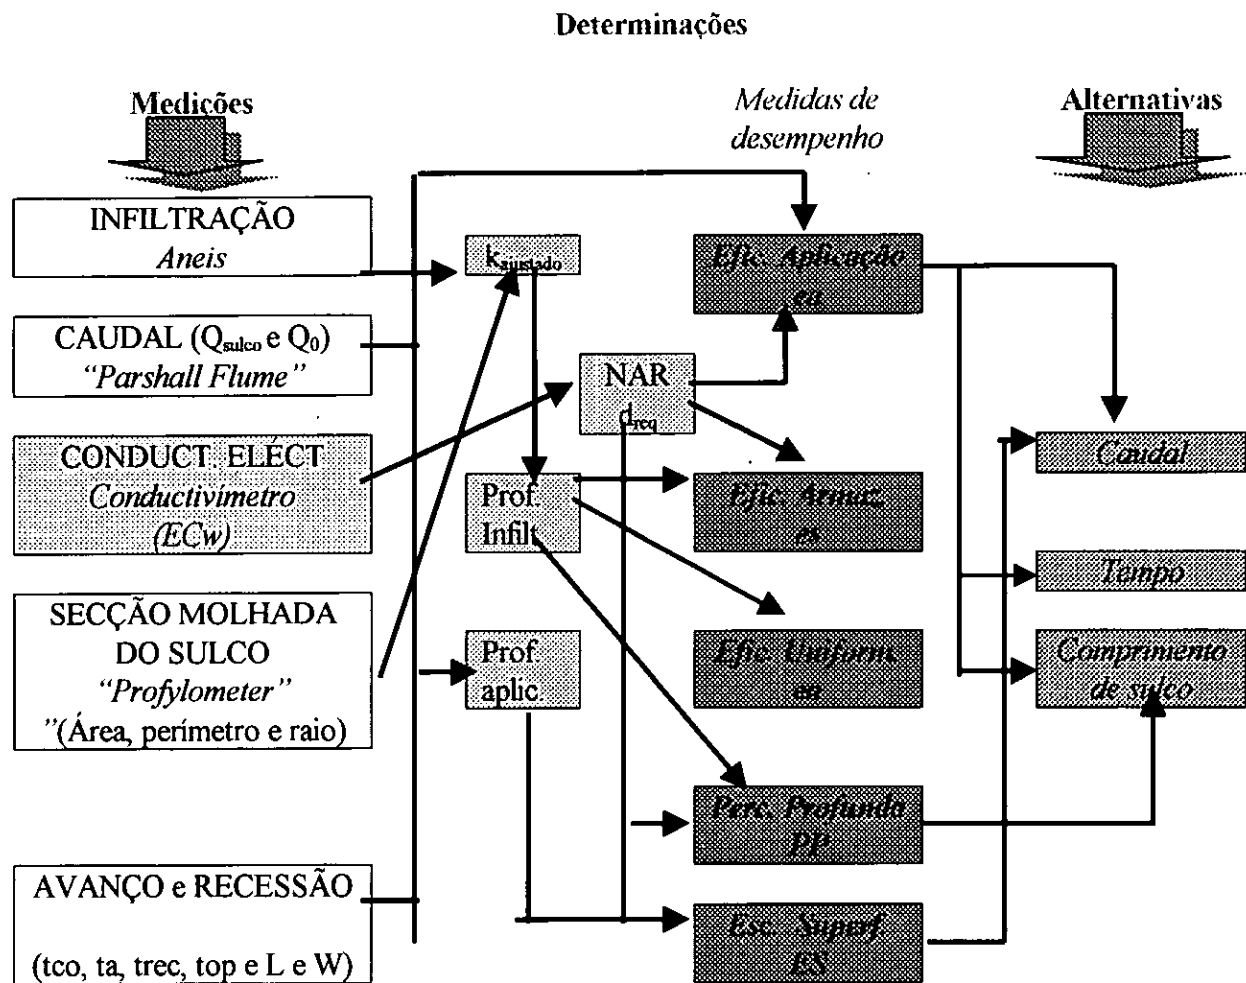 Determinações
Medições
Medidas de
desempenho
Alternativas
INFILTRAÇÃO
Aneis
CAUDAL (Qsulco e Q0)
“Parshall Flume”
CONDUCT. ELÉCT
Conductivímetro
(ECw)
SECÇÃO MOLHADA
DO SULCO
“Profylometer”
”(Área, perímetro e raio)
AVANÇO e RECESSÃO
(tco, ta, trec, top e L e W)
kajustado
NAR
dreq
Prof.
Infilt.
Prof.
aplic.
Efic. Aplicação
ea
Efic. Armaz.
es
Efic. Uniform.
eu
Perc. Profunda
PP
Esc. Superf.
ES
Caudal
Tempo
Comprimento
de sulco